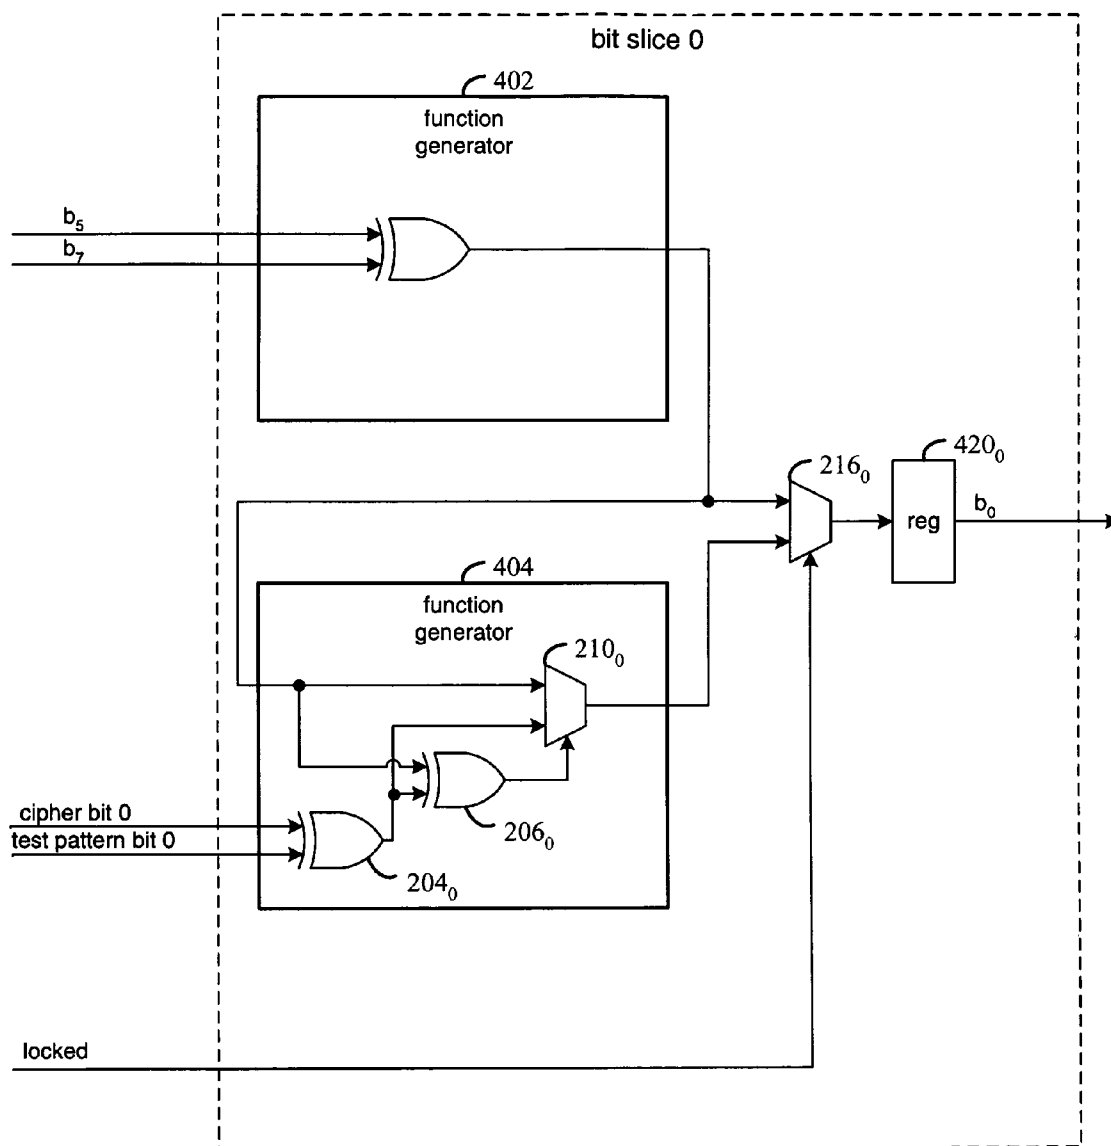 bit slice 0
402
function
generator
b5
b7
216₀
420₀
reg
b₀
404
function
generator
210₀
cipher bit 0
test pattern bit 0
206₀
204₀
locked